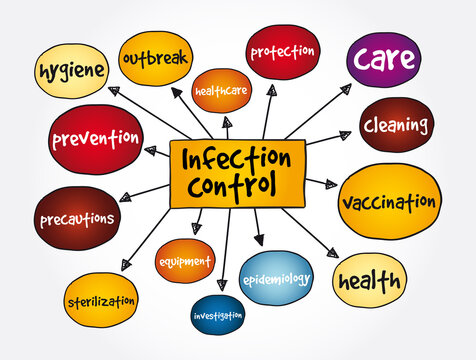 hygiene
outbreak
protection
care
healthcare
prevention
cleaning
Infection
control
vaccination
precautions
equipment
epidemiology
health
sterilization
investigation